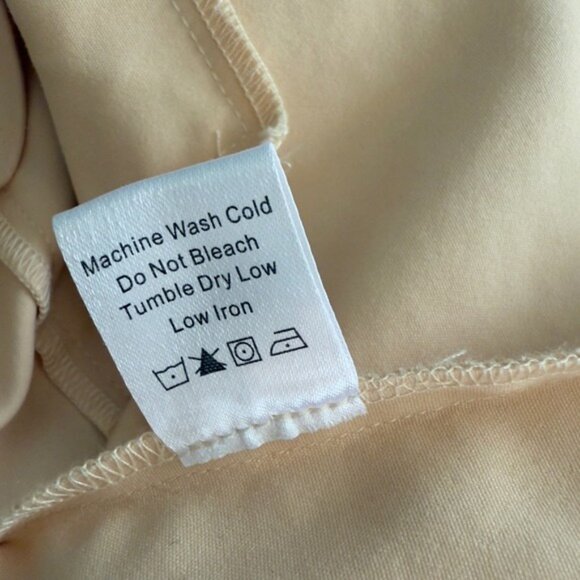 Machine Wash Cold
Do Not Bleach
Tumble Dry Low
Low Iron